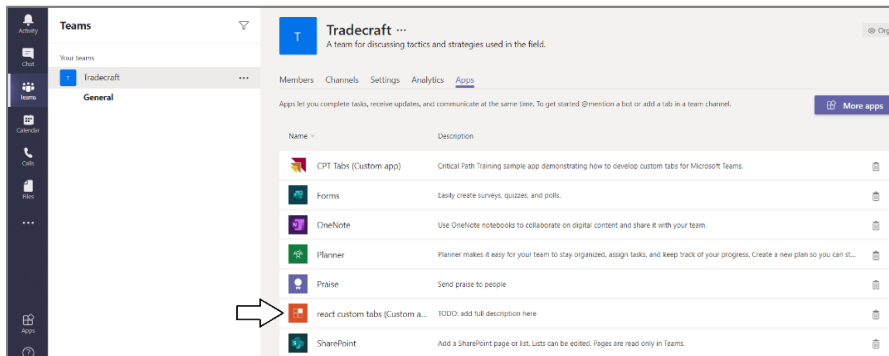 Activity
Chat
Teams
Calendar
Calls
Files
Apps
Teams
Your teams
T Tradecraft
General
T
Tradecraft
A team for discussing tactics and strategies used in the field.
Org
Members Channels Settings Analytics Apps
Apps let you complete tasks, receive updates, and communicate at the same time. To get started @mention a bot or add a tab in a team channel.
More apps
Name Description
CPT Tabs (Custom app) Critical Path Training sample app demonstrating how to develop custom tabs for Microsoft Teams.
Forms Easily create surveys, quizzes, and polls.
OneNote Use OneNote notebooks to collaborate on digital content and share it with your team.
Planner Planner makes it easy for your team to stay organized, assign tasks, and keep track of your progress. Create a new plan so you can st...
Praise Send praise to people
react custom tabs (Custom a... TODO: add full description here
SharePoint Add a SharePoint page or list. Lists can be edited. Pages are read only in Teams.